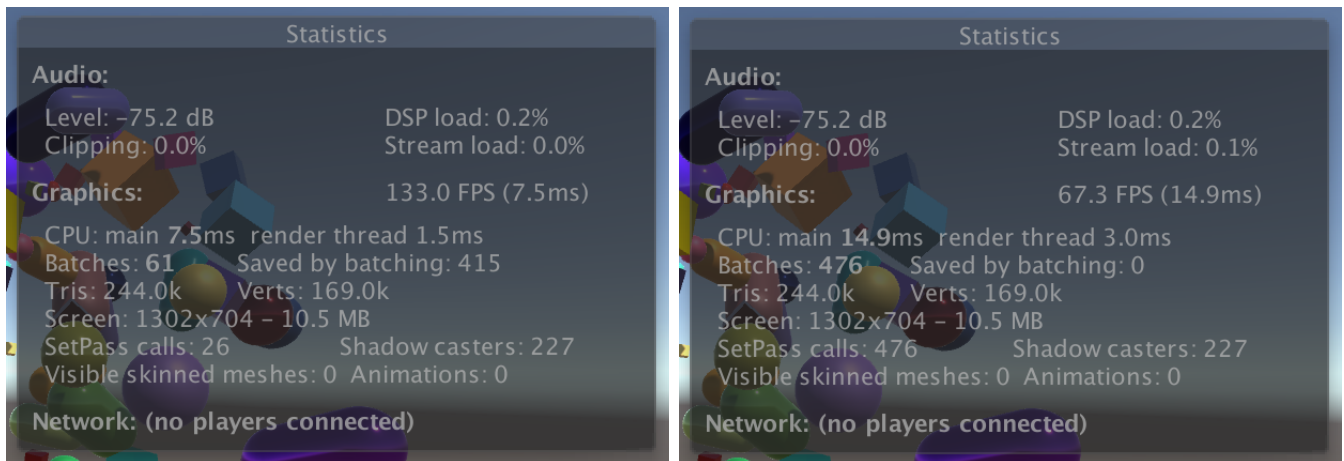 Statistics
Audio:
Level: -75.2 dB DSP load: 0.2%
Clipping: 0.0% Stream load: 0.0%
Graphics: 133.0 FPS (7.5ms)
CPU: main 7.5ms render thread 1.5ms
Batches: 61 Saved by batching: 415
Tris: 244.0k Verts: 169.0k
Screen: 1302x704 - 10.5 MB
SetPass calls: 26 Shadow casters: 227
Visible skinned meshes: 0 Animations: 0
Network: (no players connected)
Statistics
Audio:
Level: -75.2 dB DSP load: 0.2%
Clipping: 0.0% Stream load: 0.1%
Graphics: 67.3 FPS (14.9ms)
CPU: main 14.9ms render thread 3.0ms
Batches: 476 Saved by batching: 0
Tris: 244.0k Verts: 169.0k
Screen: 1302x704 - 10.5 MB
SetPass calls: 476 Shadow casters: 227
Visible skinned meshes: 0 Animations: 0
Network: (no players connected)